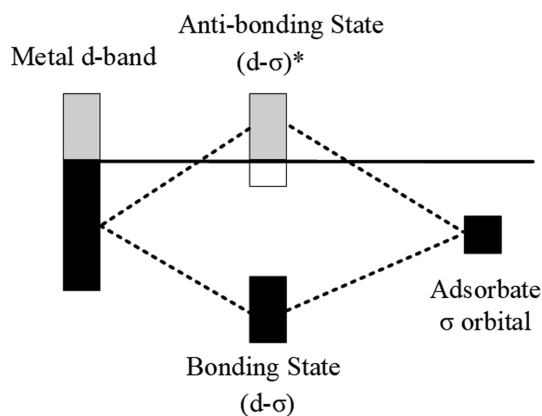 Anti-bonding State
(d-σ)*
Metal d-band
Adsorbate
σ orbital
Bonding State
(d-σ)